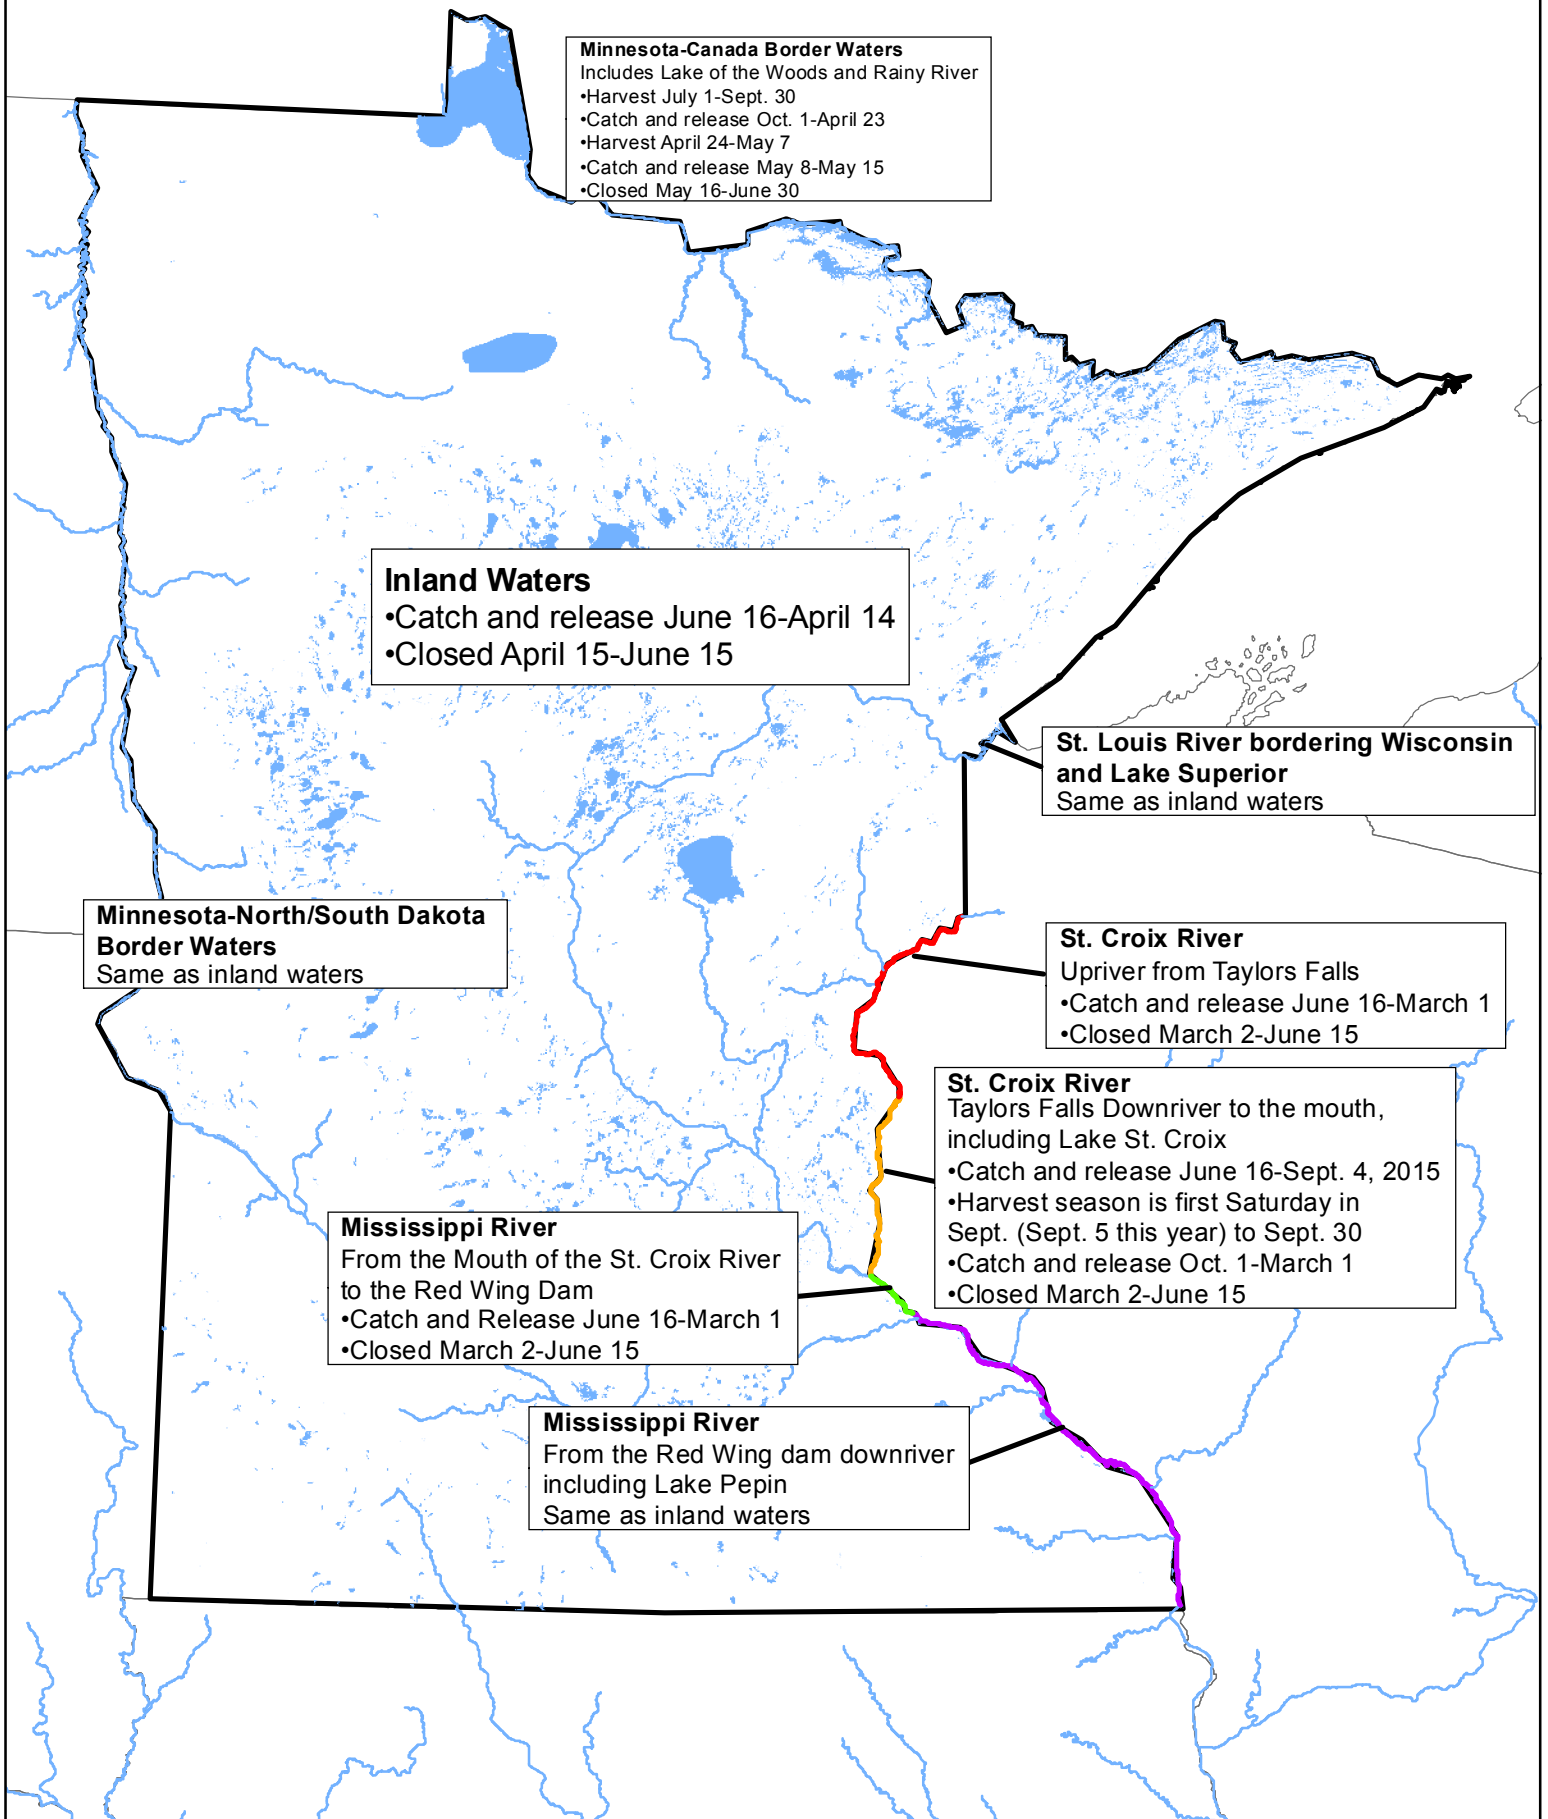 Minnesota-Canada Border Waters
Includes Lake of the Woods and Rainy River
•Harvest July 1-Sept. 30
•Catch and release Oct. 1-April 23
•Harvest April 24-May 7
•Catch and release May 8-May 15
•Closed May 16-June 30
Inland Waters
•Catch and release June 16-April 14
•Closed April 15-June 15
St. Louis River bordering Wisconsin
and Lake Superior
Same as inland waters
Minnesota-North/South Dakota
Border Waters
Same as inland waters
St. Croix River
Upriver from Taylors Falls
•Catch and release June 16-March 1
•Closed March 2-June 15
St. Croix River
Taylors Falls Downriver to the mouth,
including Lake St. Croix
•Catch and release June 16-Sept. 4, 2015
•Harvest season is first Saturday in
Sept. (Sept. 5 this year) to Sept. 30
•Catch and release Oct. 1-March 1
•Closed March 2-June 15
Mississippi River
From the Mouth of the St. Croix River
to the Red Wing Dam
•Catch and Release June 16-March 1
•Closed March 2-June 15
Mississippi River
From the Red Wing dam downriver
including Lake Pepin
Same as inland waters